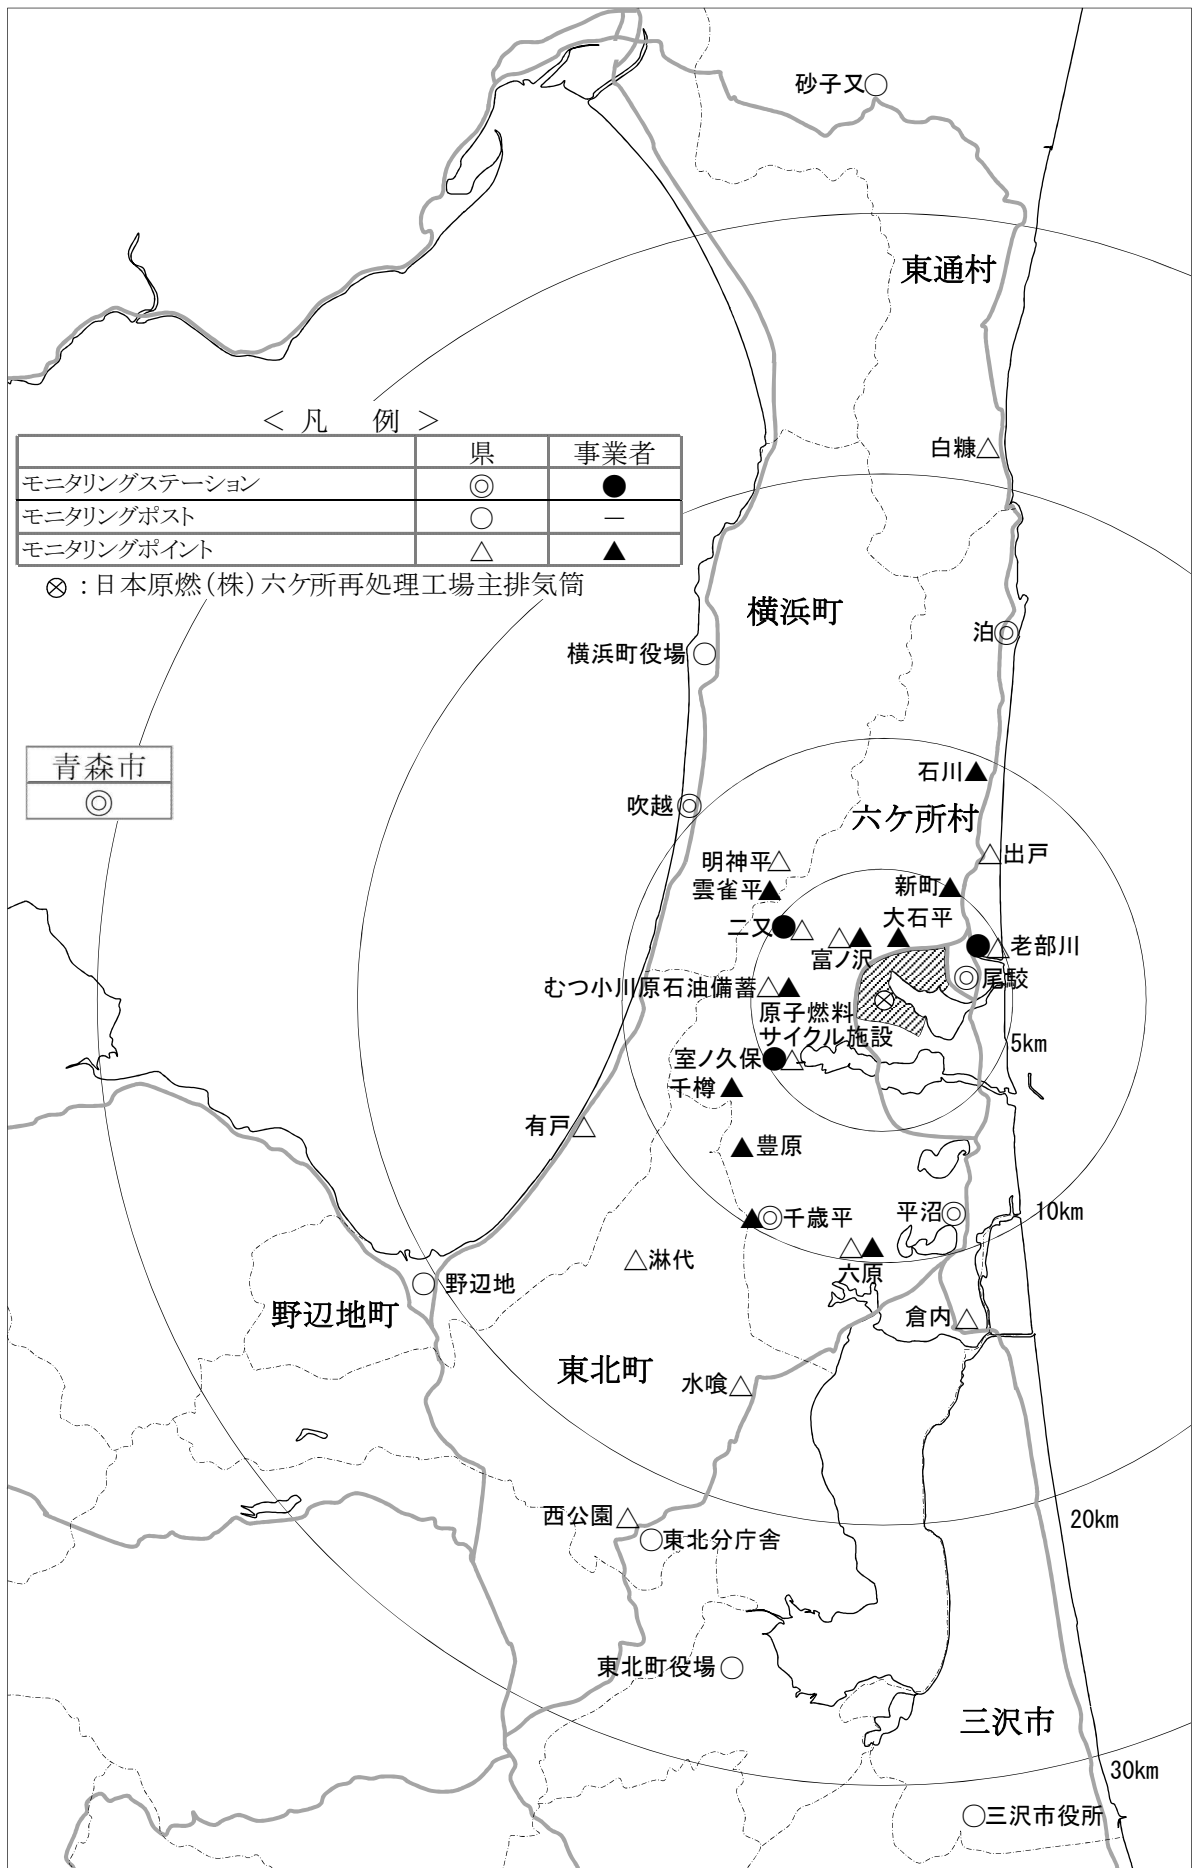 砂子又○
東通村
＜ 凡　例 ＞
県 事業者
白糠△
モニタリングステーション ◎ ●
モニタリングポスト ○ －
モニタリングポイント △ ▲
⊗ : 日本原燃(株)六ケ所再処理工場主排気筒
横浜町
泊◎
横浜町役場○
青森市
◎
石川▲
吹越◎
六ケ所村
明神平△
△出戸
雲雀平▲
新町▲
大石平
▲
二又●△
△▲
富ノ沢
●△老部川
◎尾駮
むつ小川原石油備蓄△▲
⊗
原子燃料
サイクル施設
5km
室ノ久保●△
千樽▲
有戸△
▲豊原
▲◎千歳平
平沼◎
10km
△▲
六原
△淋代
○野辺地
野辺地町
倉内△
東北町
水喰△
西公園△
20km
○東北分庁舎
東北町役場○
三沢市
30km
○三沢市役所